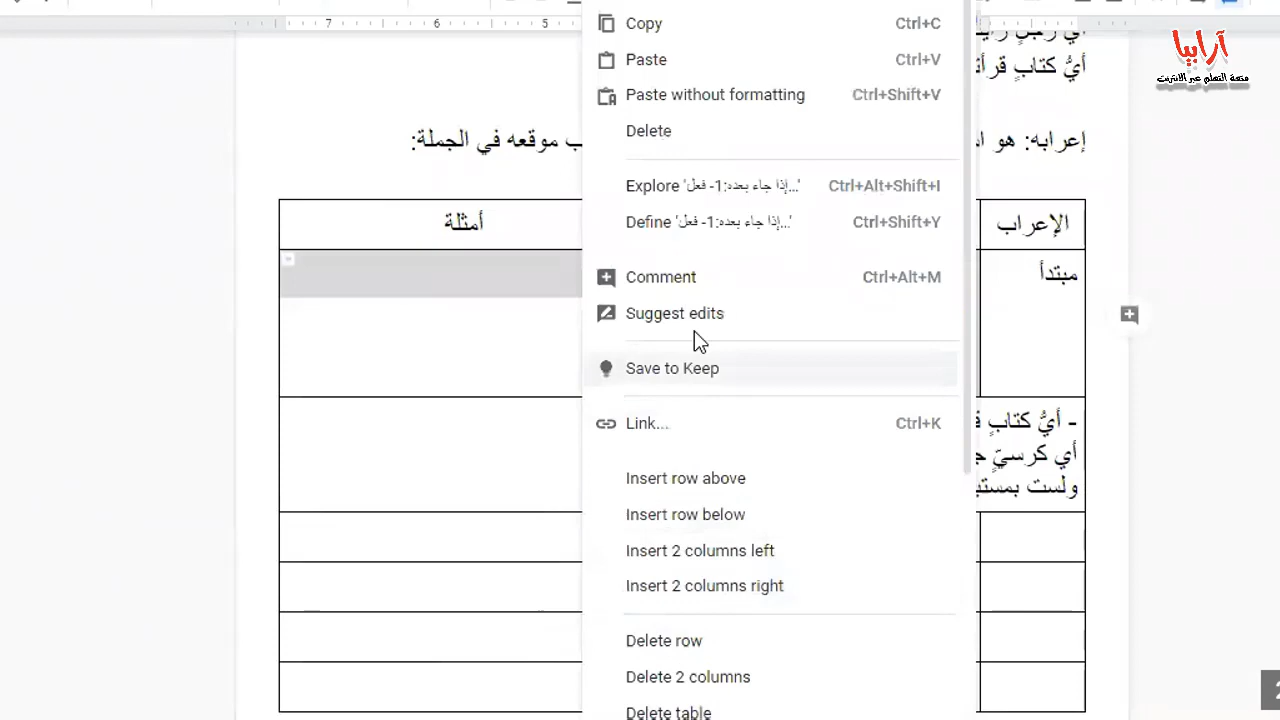 7 6 5
آرابيا
منصة التعلم عبر الانترنت
أيُّ كتابٍ
إعرابه: هو
موقعه في الجملة:
الإعراب
أمثلة
مبتدأ
- أيُّ كتابٍ
أي كرسيٍّ
ولست
Copy Ctrl+C
Paste Ctrl+V
Paste without formatting Ctrl+Shift+V
Delete
Explore 'إذا جاء بعده:1- فعل...' Ctrl+Alt+Shift+I
Define 'إذا جاء بعده:1- فعل...' Ctrl+Shift+Y
Comment Ctrl+Alt+M
Suggest edits
Save to Keep
Link... Ctrl+K
Insert row above
Insert row below
Insert 2 columns left
Insert 2 columns right
Delete row
Delete 2 columns
Delete table